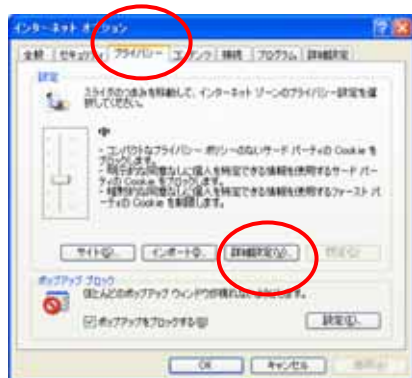 インターネット オプション
全般 セキュリティ プライバシー コンテンツ 接続 プログラム 詳細設定
設定
スライダのつまみを移動して、インターネット ゾーンのプライバシー設定を選
択してください。
中
- コンパクトなプライバシー ポリシーのないサード パーティの Cookie を
ブロックします。
- 明示的な同意なしに個人を特定できる情報を使用するサード パー
ティの Cookie をブロックします。
- 暗黙的な同意なしに個人を特定できる情報を使用するファースト パ
ーティの Cookie を制限します。
サイト(S)... インポート(I)... 詳細設定(V)... 既定(D)
ポップアップ ブロック
ほとんどのポップアップ ウィンドウが現れないようにします。
ポップアップをブロックする(B) 設定(E)...
OK キャンセル 適用(A)